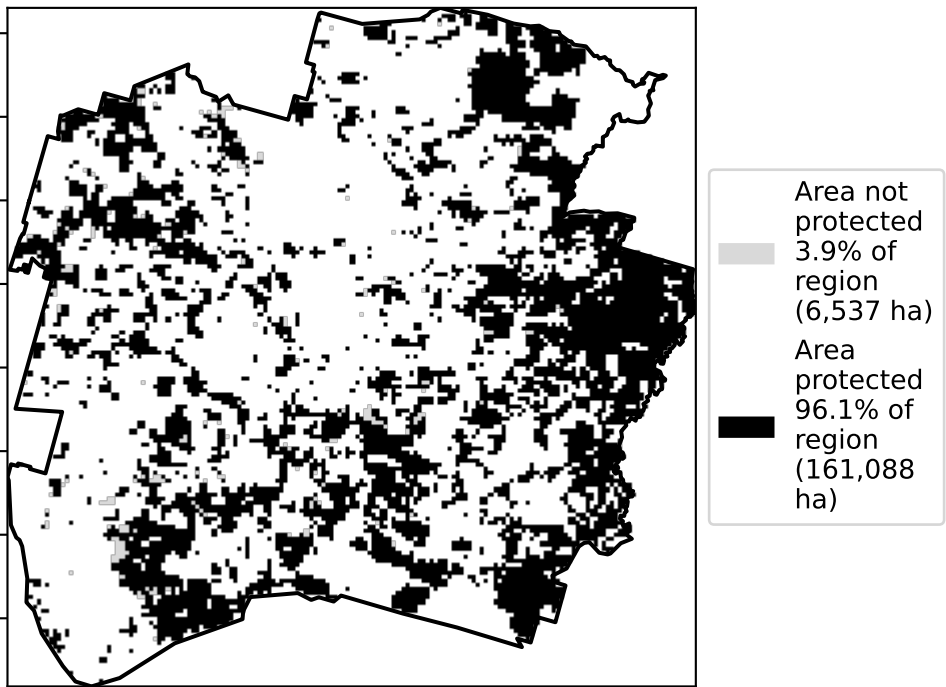 Area not
protected
3.9% of
region
(6,537 ha)
Area
protected
96.1% of
region
(161,088
ha)